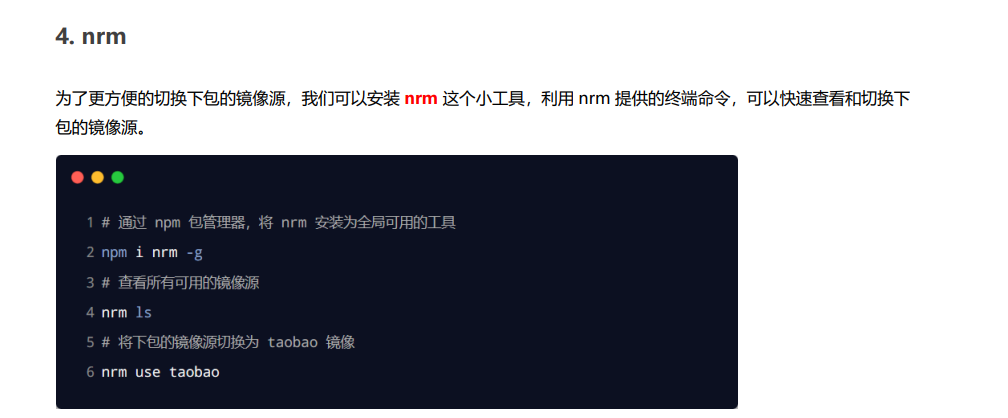 4. nrm
为了更方便的切换下包的镜像源，我们可以安装 nrm 这个小工具，利用 nrm 提供的终端命令，可以快速查看和切换下
包的镜像源。
1 # 通过 npm 包管理器，将 nrm 安装为全局可用的工具
2 npm i nrm -g
3 # 查看所有可用的镜像源
4 nrm ls
5 # 将下包的镜像源切换为 taobao 镜像
6 nrm use taobao